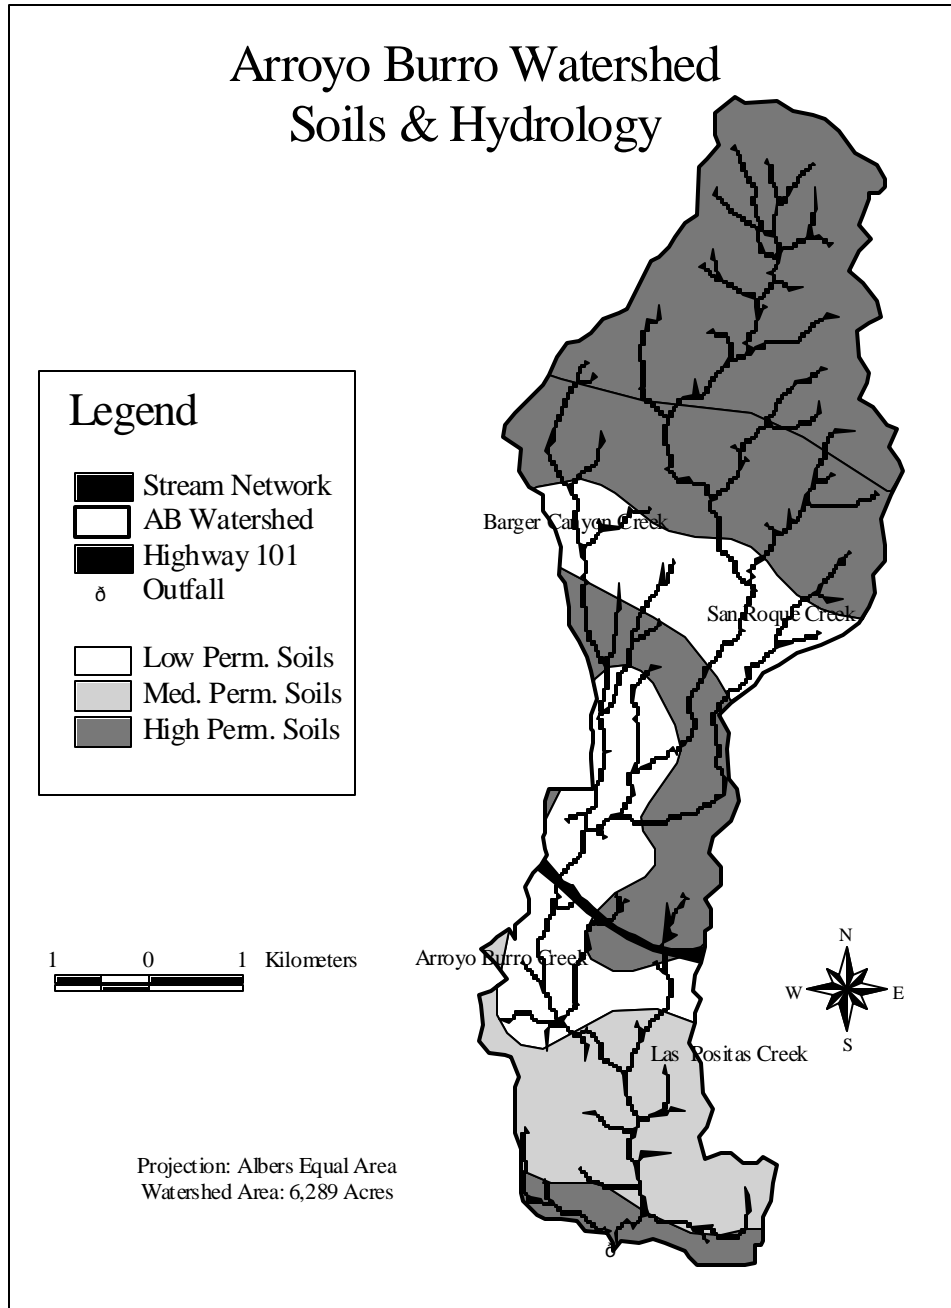 Arroyo Burro Watershed
Soils & Hydrology
Legend
Stream Network
AB Watershed
Highway 101
ð Outfall
Low Perm. Soils
Med. Perm. Soils
High Perm. Soils
Barger Canyon Creek
San Roque Creek
1 0 1 Kilometers
Arroyo Burro Creek
N
W E
S
Las Positas Creek
Projection: Albers Equal Area
Watershed Area: 6,289 Acres
ð